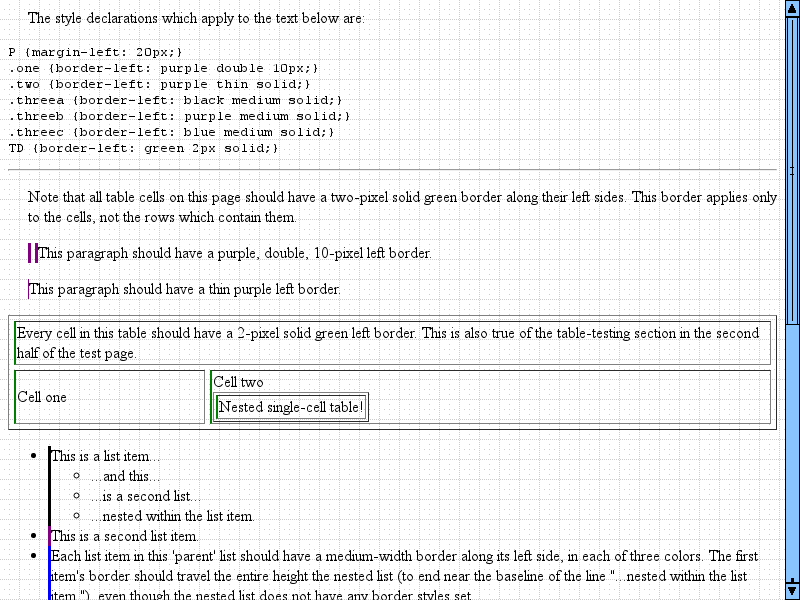 The style declarations which apply to the text below are:
P {margin-left: 20px;}
.one {border-left: purple double 10px;}
.two {border-left: purple thin solid;}
.threea {border-left: black medium solid;}
.threeb {border-left: purple medium solid;}
.threec {border-left: blue medium solid;}
TD {border-left: green 2px solid;}
Note that all table cells on this page should have a two-pixel solid green border along their left sides. This border applies only
to the cells, not the rows which contain them.
This paragraph should have a purple, double, 10-pixel left border.
This paragraph should have a thin purple left border.
Every cell in this table should have a 2-pixel solid green left border. This is also true of the table-testing section in the second
half of the test page.
Cell one
Cell two
Nested single-cell table!
This is a list item...
...and this...
...is a second list...
...nested within the list item.
This is a second list item.
Each list item in this 'parent' list should have a medium-width border along its left side, in each of three colors. The first
item's border should travel the entire height the nested list (to end near the baseline of the line "...nested within the list
item."), even though the nested list does not have any border styles set.